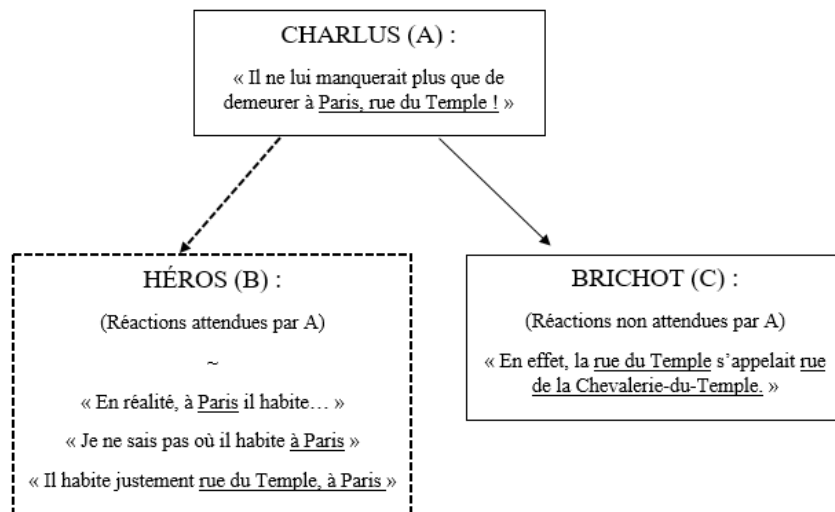 CHARLUS (A) :
« Il ne lui manquerait plus que de
demeurer à Paris, rue du Temple ! »
HÉROS (B) :
(Réactions attendues par A)
~
« En réalité, à Paris il habite… »
« Je ne sais pas où il habite à Paris »
« Il habite justement rue du Temple, à Paris »
BRICHOT (C) :
(Réactions non attendues par A)
« En effet, la rue du Temple s’appelait rue
de la Chevalerie-du-Temple. »